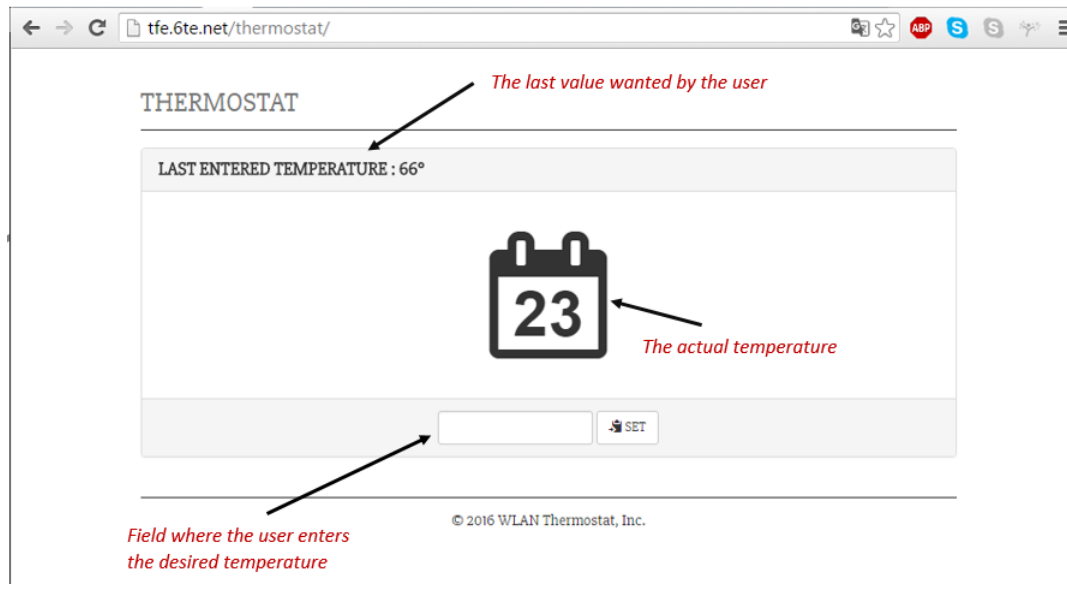 tfe.6te.net/thermostat/
ABP
S
S
The last value wanted by the user
THERMOSTAT
LAST ENTERED TEMPERATURE : 66°
23
The actual temperature
SET
Field where the user enters
the desired temperature
© 2016 WLAN Thermostat, Inc.